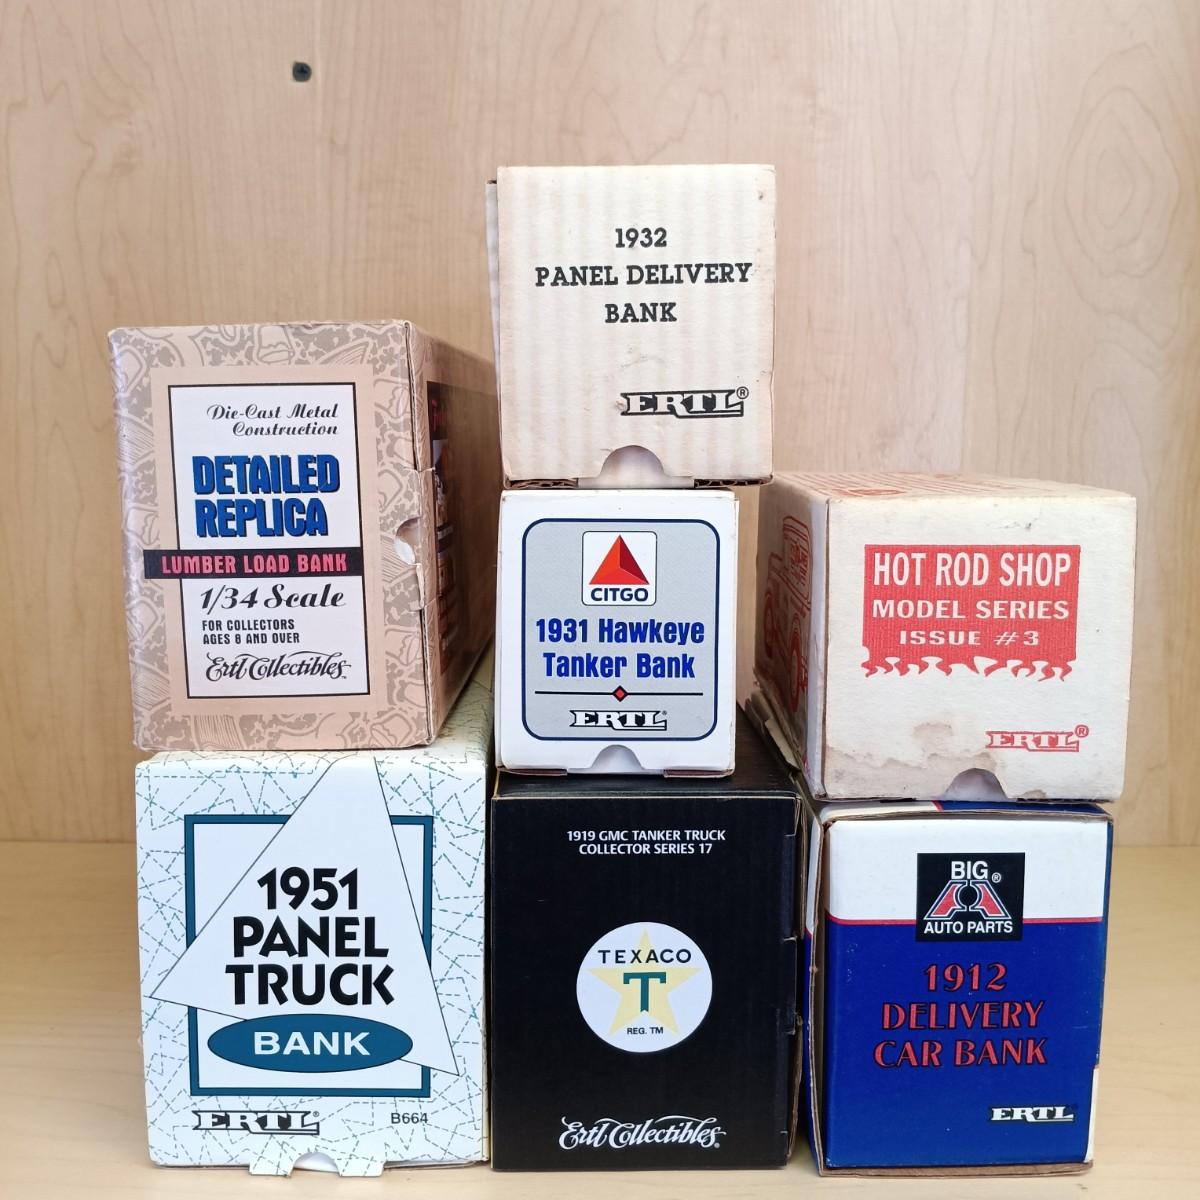 1932
PANEL DELIVERY
BANK
ERTL®
Die-Cast Metal
Construction
DETAILED
REPLICA
LUMBER LOAD BANK
1/34 Scale
FOR COLLECTORS
AGES 8 AND OVER
Ertl Collectibles™
CITGO
1931 Hawkeye
Tanker Bank
ERTL®
HOT ROD SHOP
MODEL SERIES
ISSUE #3
ERTL®
1951
PANEL
TRUCK
BANK
ERTL®
B664
1919 GMC TANKER TRUCK
COLLECTOR SERIES 17
TEXACO
T
REG. TM
Ertl Collectibles®
BIG A®
AUTO PARTS
1912
DELIVERY
CAR BANK
ERTL®